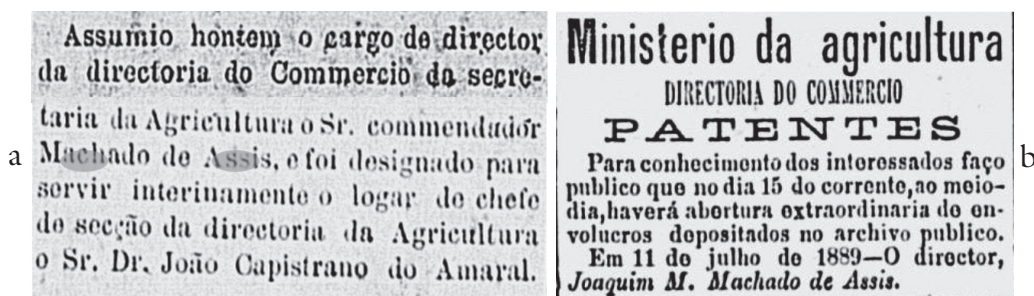 a
Assumio hontem o cargo de director
da directoria do Commercio da secre-
taria da Agricultura o Sr. commendador
Machado de Assis, e foi designado para
servir interinamente o logar de chefe
de secção da directoria da Agricultura
o Sr. Dr. João Capistrano do Amaral.
b
Ministerio da agricultura
DIRECTORIA DO COMMERCIO
PATENTES
Para conhecimento dos interessados faço
publico que no dia 15 do corrente, ao meio-
dia, haverá abertura extraordinaria de en-
volucros depositados no archivo publico.
Em 11 de julho de 1889—O director,
Joaquim M. Machado de Assis.